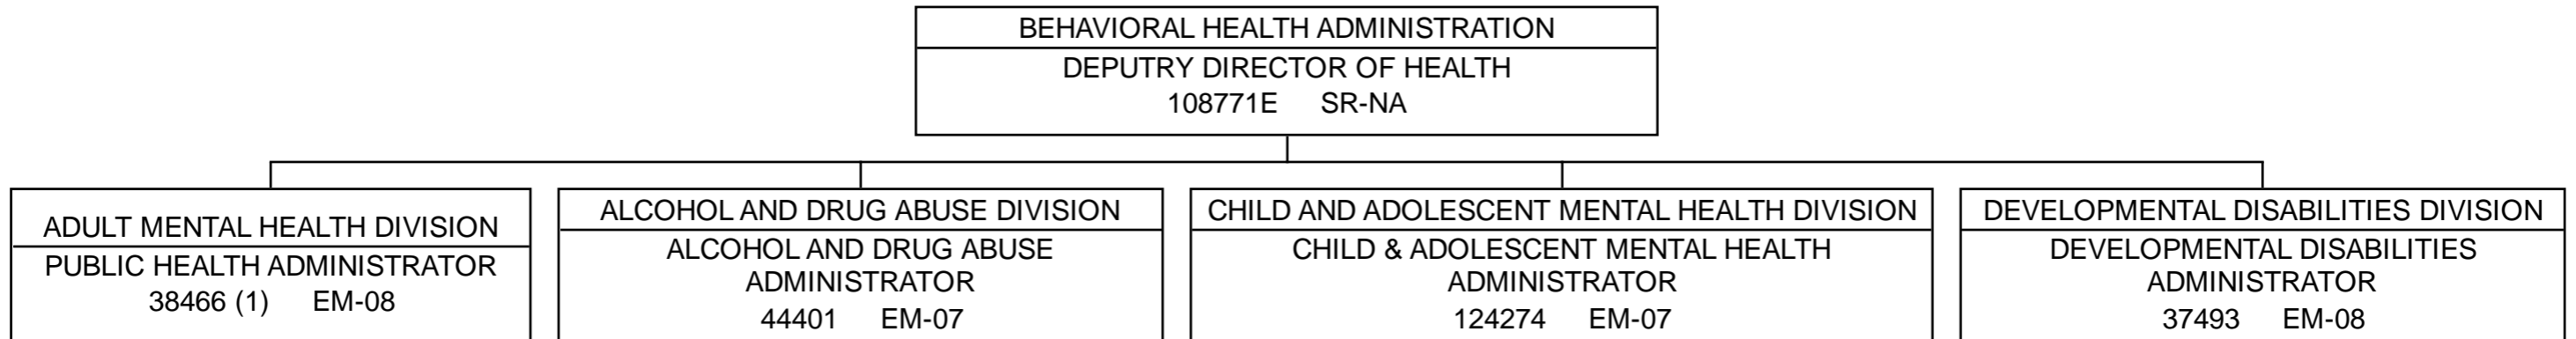 BEHAVIORAL HEALTH ADMINISTRATION
DEPUTRY DIRECTOR OF HEALTH
108771E SR-NA
ADULT MENTAL HEALTH DIVISION
PUBLIC HEALTH ADMINISTRATOR
38466 (1) EM-08
ALCOHOL AND DRUG ABUSE DIVISION
ALCOHOL AND DRUG ABUSE
ADMINISTRATOR
44401 EM-07
CHILD AND ADOLESCENT MENTAL HEALTH DIVISION
CHILD & ADOLESCENT MENTAL HEALTH
ADMINISTRATOR
124274 EM-07
DEVELOPMENTAL DISABILITIES DIVISION
DEVELOPMENTAL DISABILITIES
ADMINISTRATOR
37493 EM-08